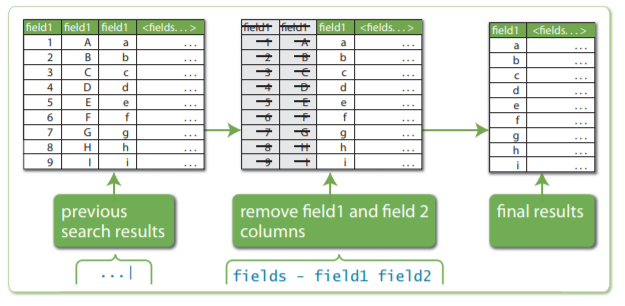 field1 field1 field1 <fields...>
1 A a ...
2 B b ...
3 C c ...
4 D d ...
5 E e ...
6 F f ...
7 G g ...
8 H h ...
9 I i ...
field1 field1 field1 <fields...>
1 A a ...
2 B b ...
3 C c ...
4 D d ...
5 E e ...
6 F f ...
7 G g ...
8 H h ...
9 I i ...
field1 <fields...>
a ...
b ...
c ...
d ...
e ...
f ...
g ...
h ...
i ...
previous
search results
remove field1 and field 2
columns
final results
...|
fields - field1 field2